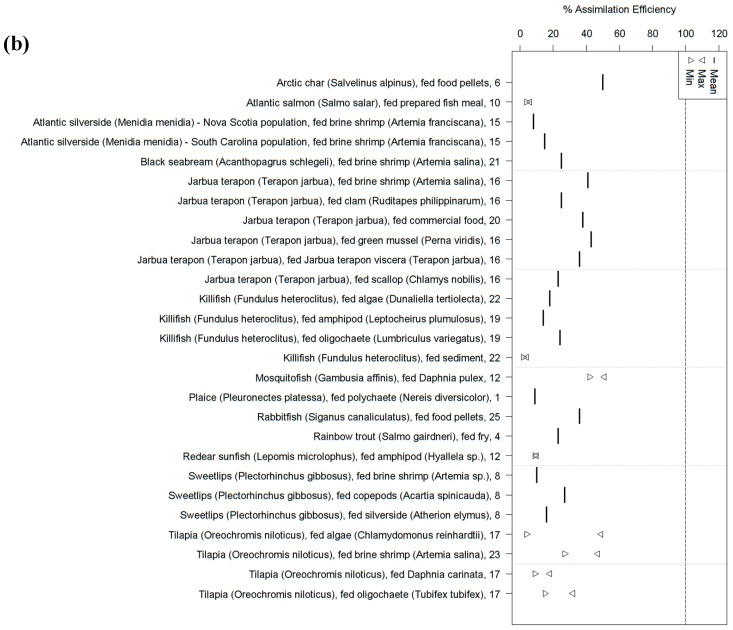 % Assimilation Efficiency
(b)
0 20 40 60 80 100 120
Min
Max
Mean
Arctic char (Salvelinus alpinus), fed food pellets, 6
Atlantic salmon (Salmo salar), fed prepared fish meal, 10
Atlantic silverside (Menidia menidia) - Nova Scotia population, fed brine shrimp (Artemia franciscana), 15
Atlantic silverside (Menidia menidia) - South Carolina population, fed brine shrimp (Artemia franciscana), 15
Black seabream (Acanthopagrus schlegeli), fed brine shrimp (Artemia salina), 21
Jarbua terapon (Terapon jarbua), fed brine shrimp (Artemia salina), 16
Jarbua terapon (Terapon jarbua), fed clam (Ruditapes philippinarum), 16
Jarbua terapon (Terapon jarbua), fed commercial food, 20
Jarbua terapon (Terapon jarbua), fed green mussel (Perna viridis), 16
Jarbua terapon (Terapon jarbua), fed Jarbua terapon viscera (Terapon jarbua), 16
Jarbua terapon (Terapon jarbua), fed scallop (Chlamys nobilis), 16
Killifish (Fundulus heteroclitus), fed algae (Dunaliella tertiolecta), 22
Killifish (Fundulus heteroclitus), fed amphipod (Leptocheirus plumulosus), 19
Killifish (Fundulus heteroclitus), fed oligochaete (Lumbriculus variegatus), 19
Killifish (Fundulus heteroclitus), fed sediment, 22
Mosquitofish (Gambusia affinis), fed Daphnia pulex, 12
Plaice (Pleuronectes platessa), fed polychaete (Nereis diversicolor), 1
Rabbitfish (Siganus canaliculatus), fed food pellets, 25
Rainbow trout (Salmo gairdneri), fed fry, 4
Redear sunfish (Lepomis microlophus), fed amphipod (Hyallela sp.), 12
Sweetlips (Plectorhinchus gibbosus), fed brine shrimp (Artemia sp.), 8
Sweetlips (Plectorhinchus gibbosus), fed copepods (Acartia spinicauda), 8
Sweetlips (Plectorhinchus gibbosus), fed silverside (Atherion elymus), 8
Tilapia (Oreochromis niloticus), fed algae (Chlamydomonus reinhardtii), 17
Tilapia (Oreochromis niloticus), fed brine shrimp (Artemia salina), 23
Tilapia (Oreochromis niloticus), fed Daphnia carinata, 17
Tilapia (Oreochromis niloticus), fed oligochaete (Tubifex tubifex), 17